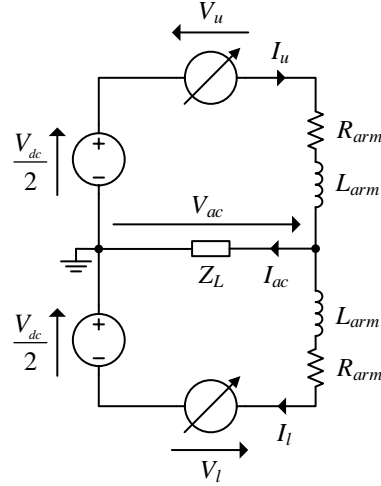 V_u
I_u
+
V_dc
2
−
R_arm
L_arm
V_ac
Z_L
I_ac
+
V_dc
2
−
L_arm
R_arm
I_l
V_l